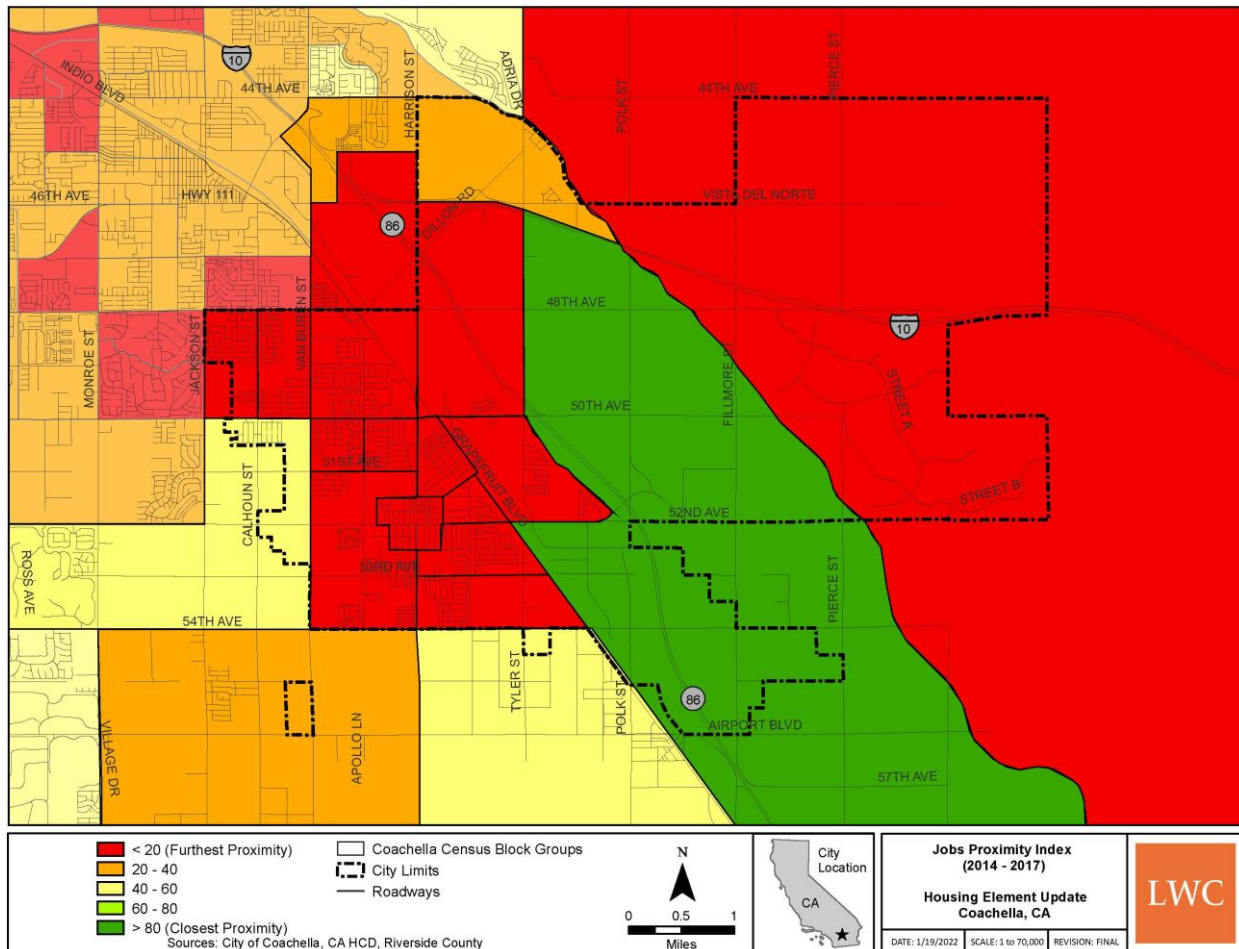 10
INDIO BLVD
44TH AVE
HARRISON ST
ADRIA DR
POLK ST
44TH AVE
PIERCE ST
46TH AVE
HWY 111
86
DILLON RD
VISTA DEL NORTE
MONROE ST
JACKSON ST
VAN BUREN ST
48TH AVE
10
FILLMORE ST
STREET A
50TH AVE
CALHOUN ST
51ST AVE
GRAPEFRUIT BLVD
STREET B
52ND AVE
ROSS AVE
53RD AVE
PIERCE ST
54TH AVE
TYLER ST
POLK ST
86
AIRPORT BLVD
VILLAGE DR
APOLLO LN
57TH AVE
< 20 (Furthest Proximity)
20 - 40
40 - 60
60 - 80
> 80 (Closest Proximity)
Coachella Census Block Groups
City Limits
Roadways
Sources: City of Coachella, CA HCD, Riverside County
N
0 0.5 1
Miles
City
Location
CA
Jobs Proximity Index
(2014 - 2017)
Housing Element Update
Coachella, CA
DATE: 1/19/2022
SCALE: 1 to 70,000
REVISION: FINAL
LWC